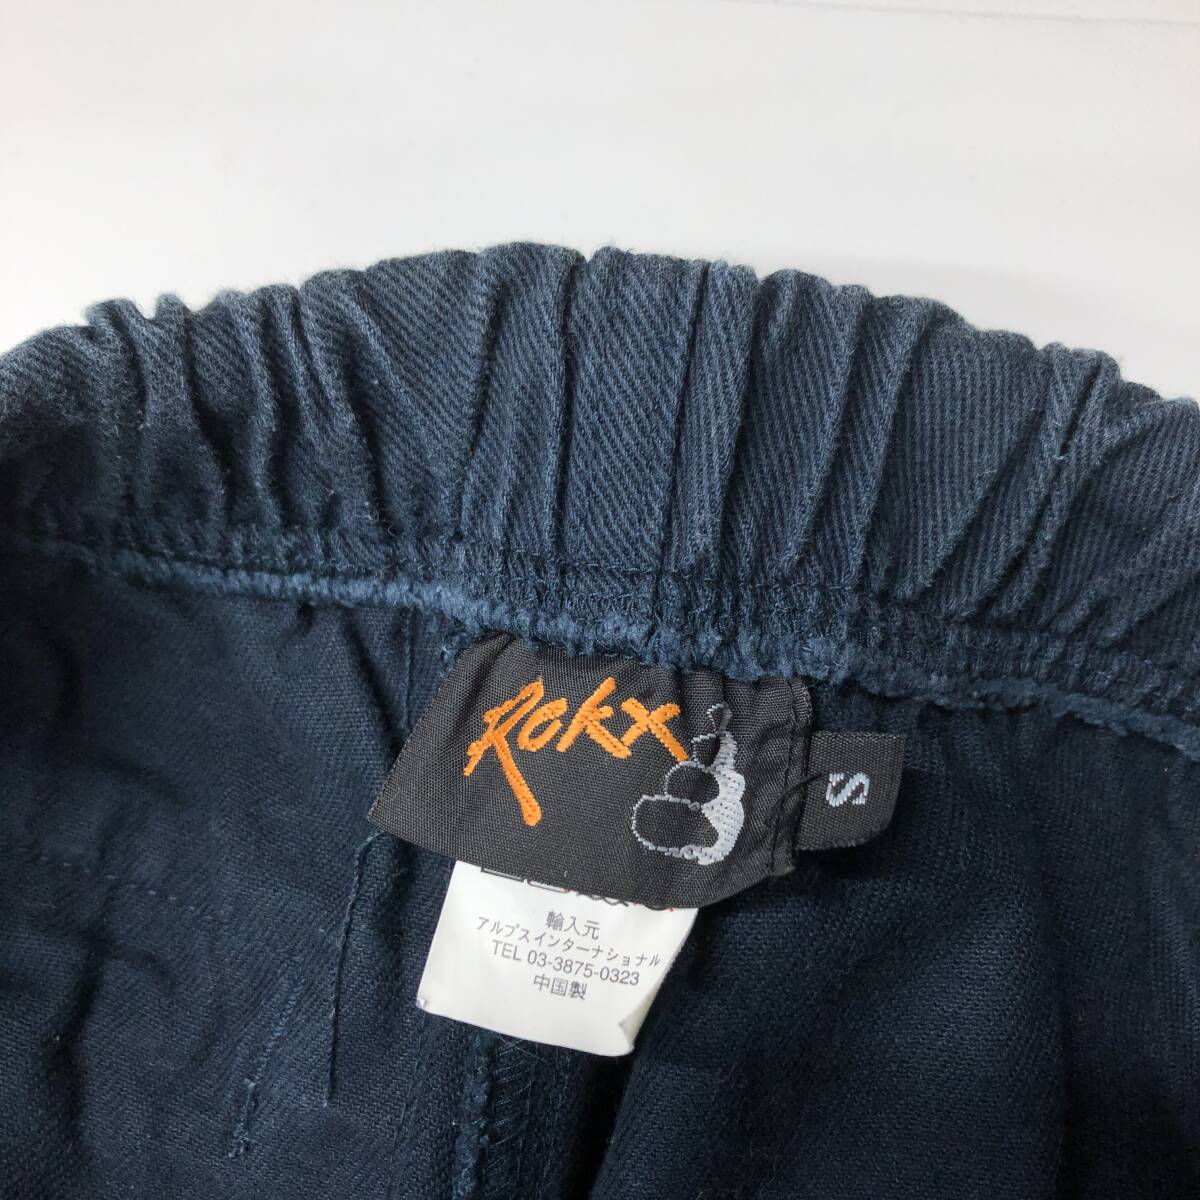 Rokx
S
輸入元
アルプスインターナショナル
TEL 03-3875-0323
中国製